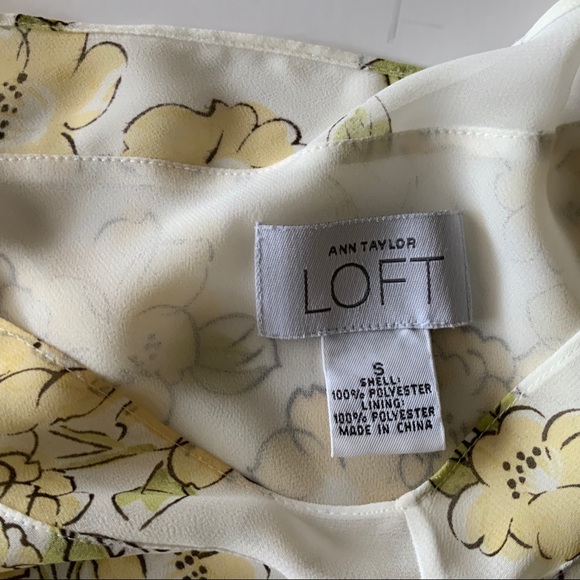 ANN TAYLOR
LOFT
S
SHELL:
100% POLYESTER
LINING:
100% POLYESTER
MADE IN CHINA